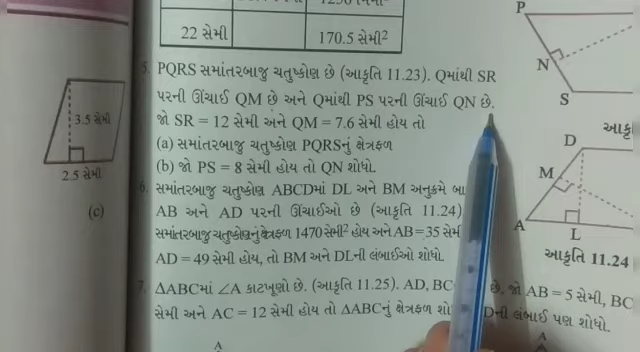 22 સેમી
170.5 સેમી²
P
N
S
3.5 સેમી
2.5 સેમી
(c)
5. PQRS સમાંતરબાજુ ચતુષ્કોણ છે (આકૃતિ 11.23). Qમાંથી SR
પરની ઊંચાઈ QM છે અને Qમાંથી PS પરની ઊંચાઈ QN છે.
જો SR = 12 સેમી અને QM = 7.6 સેમી હોય તો
(a) સમાંતરબાજુ ચતુષ્કોણ PQRSનું ક્ષેત્રફળ
(b) જો PS = 8 સેમી હોય તો QN શોધો.
6. સમાંતરબાજુ ચતુષ્કોણ ABCDમાં DL અને BM અનુક્રમે
AB અને AD પરની ઊંચાઈઓ છે (આકૃતિ 11.24)
સમાંતરબાજુ ચતુષ્કોણનું ક્ષેત્રફળ 1470 સેમી² હોય અને AB = 35 સેમી
AD = 49 સેમી હોય, તો BM અને DLની લંબાઈઓ શોધો.
7. ΔABCમાં ∠A કાટખૂણો છે. (આકૃતિ 11.25). AD, BC છે. જો AB = 5 સેમી, BC
સેમી અને AC = 12 સેમી હોય તો ΔABCનું ક્ષેત્રફળ લંબાઈ પણ શોધો.
D
M
A
L
આકૃતિ 11.24
A
A